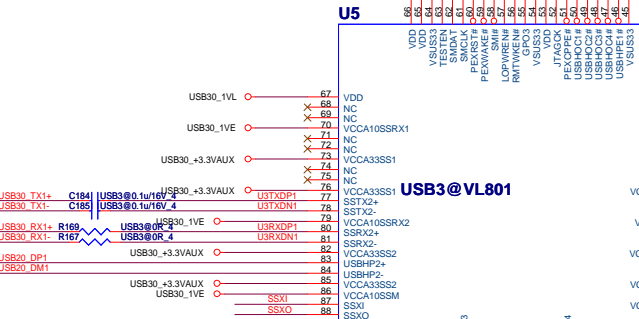 U5
66 65 64 63 62 61 60 59 58 57 56 55 54 53 52 51 50 49 48 47 46 45
VDD
VDD
VSUS33
TESTEN
SMDAT
SMCLK
PEXRST#
PEXWAKE#
SMI#
LOPWREN#
RMTWKEN#
GPO3
VSUS33
VDD
JTAGCK
PEXCPPE#
USBHOC1#
USBHOC2#
USBHOC3#
USBHOC4#
USBHPE1#
VSUS33
USB30_1VL 67 VDD
68 NC
69 NC
USB30_1VE 70 VCCA10SSRX1
71 NC
72 NC
USB30_+3.3VAUX 73 VCCA33SS1
74 NC
75 NC
USB30_+3.3VAUX 76 VCCA33SS1
USB3@VL801
USB30_TX1+ C184 USB3@0.1u/16V_4 U3TXDP1 77 SSTX2+
USB30_TX1- C185 USB3@0.1u/16V_4 U3TXDN1 78 SSTX2-
USB30_1VE 79 VCCA10SSRX2
USB30_RX1+ R169 USB3@0R_4 U3RXDP1 80 SSRX2+
USB30_RX1- R167 USB3@0R_4 U3RXDN1 81 SSRX2-
USB30_+3.3VAUX 82 VCCA33SS2
USB20_DP1 83 USBHP2+
USB20_DM1 84 USBHP2-
USB30_+3.3VAUX 85 VCCA33SS2
USB30_1VE 86 VCCA10SSM
SSXI 87 SSXI
SSXO 88 SSXO